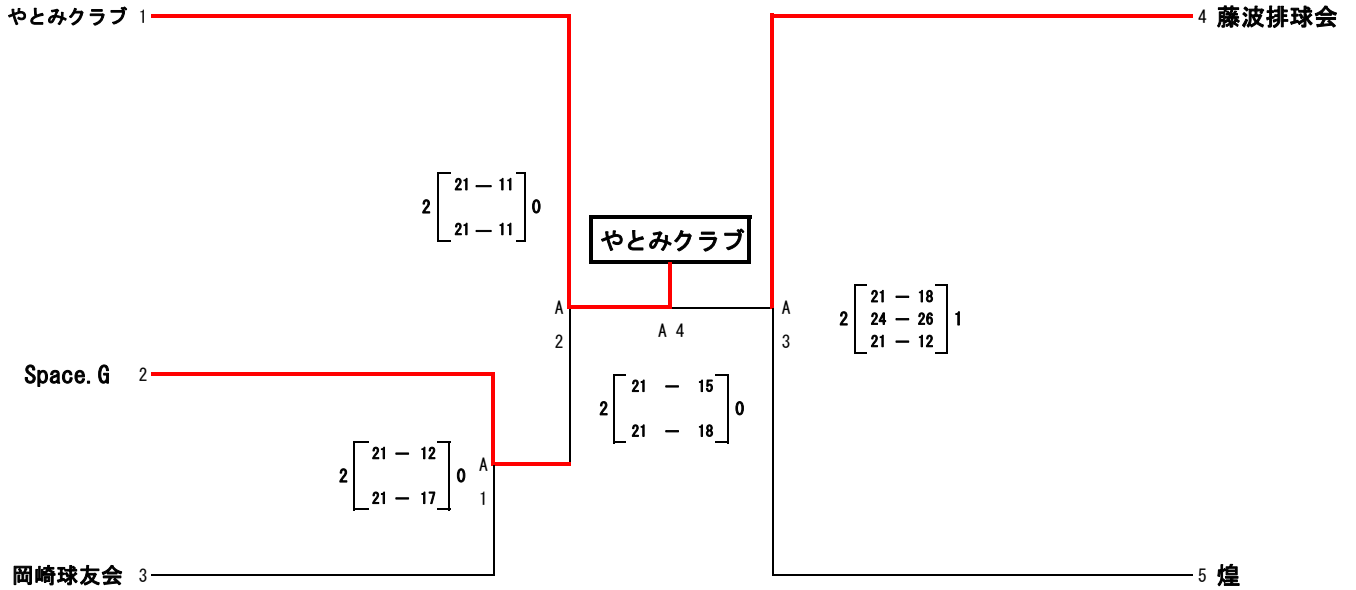 やとみクラブ 1
4 藤波排球会
2 21 — 11 0
21 — 11
やとみクラブ
A
2
A 4
A
3
2 21 — 18 1
24 — 26
21 — 12
Space.G 2
2 21 — 15 0
21 — 18
2 21 — 12 0
21 — 17
A
1
岡崎球友会 3
5 煌